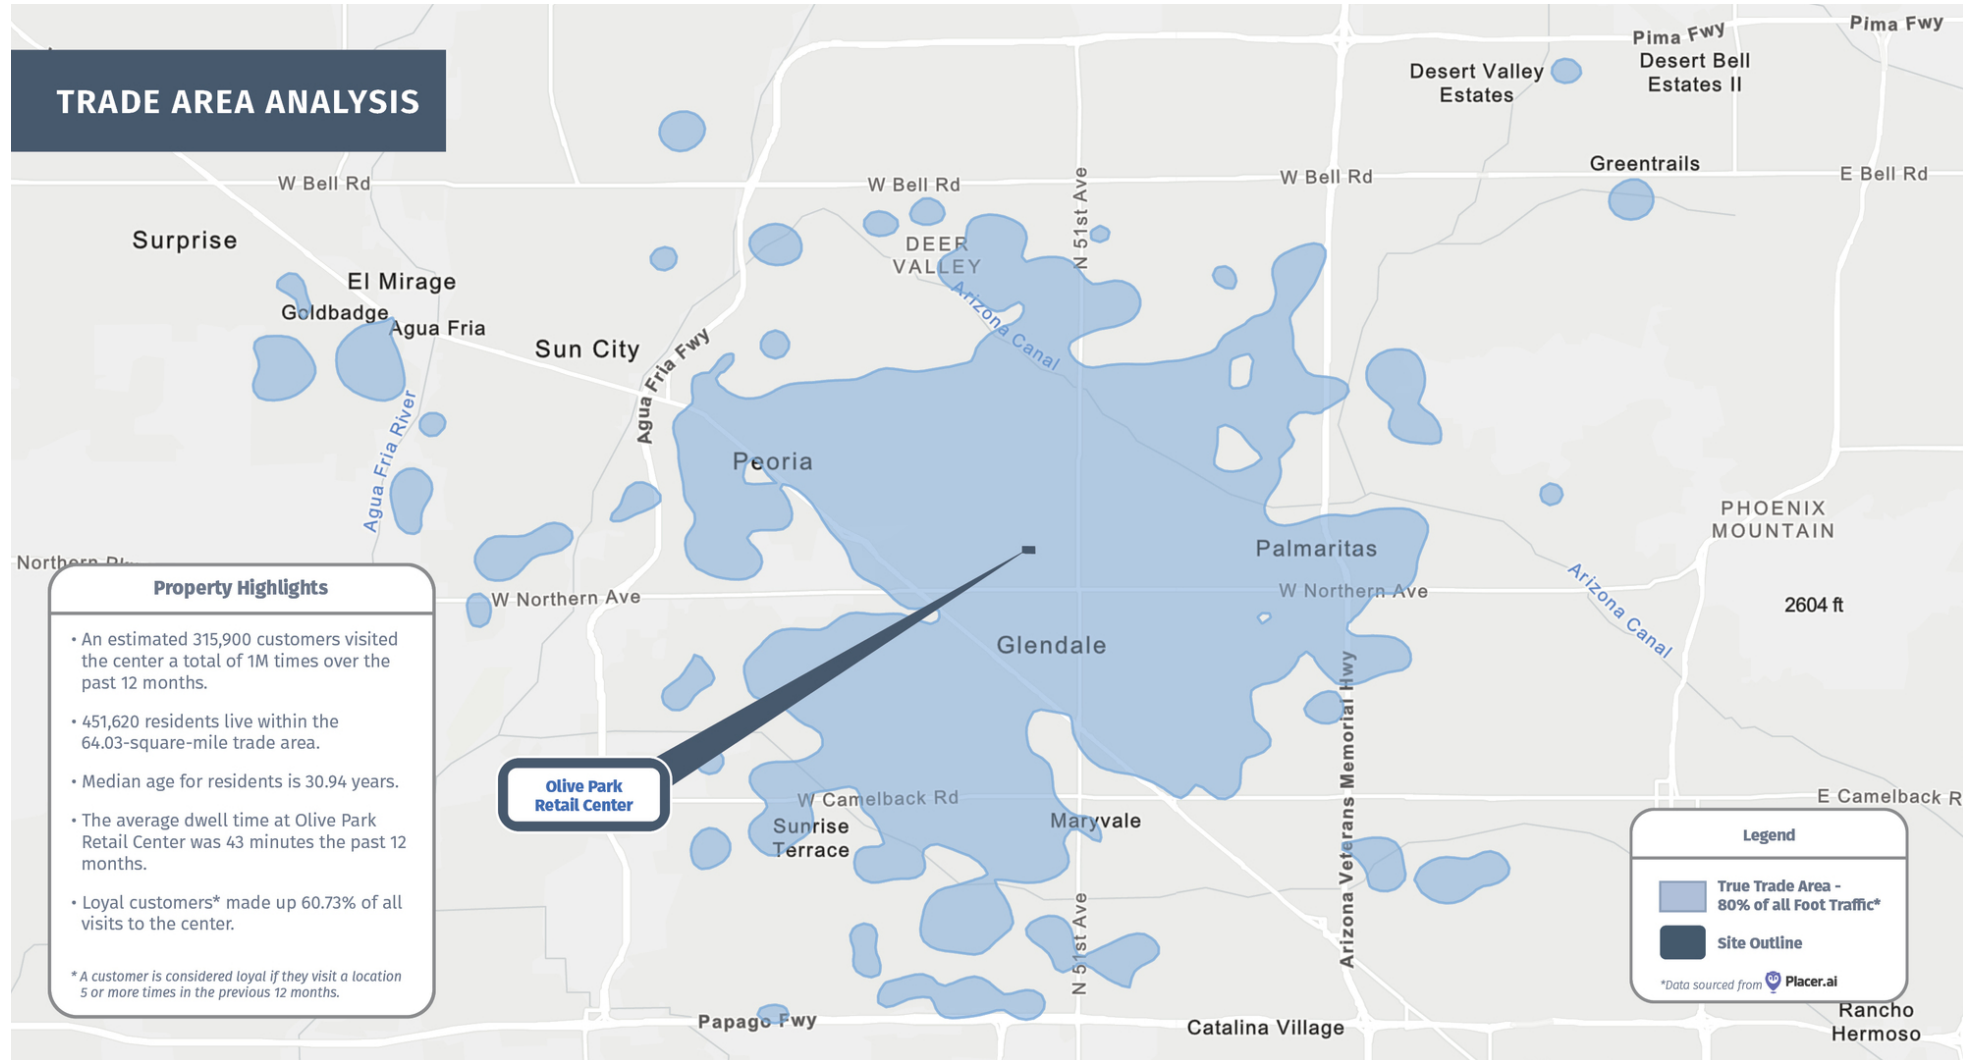 TRADE AREA ANALYSIS
Pima Fwy
Pima Fwy
Desert Valley
Estates
Desert Bell
Estates II
Greentrails
W Bell Rd
W Bell Rd
W Bell Rd
E Bell Rd
N 51st Ave
Surprise
El Mirage
Goldbadge
Agua Fria
Sun City
Agua Fria Fwy
DEER
VALLEY
Arizona Canal
Agua Fria River
Peoria
Palmaritas
PHOENIX
MOUNTAIN
Arizona Canal
2604 ft
Northern
W Northern Ave
W Northern Ave
Glendale
Arizona Veterans Memorial Hwy
Property Highlights
• An estimated 315,900 customers visited
the center a total of 1M times over the
past 12 months.
• 451,620 residents live within the
64.03-square-mile trade area.
• Median age for residents is 30.94 years.
• The average dwell time at Olive Park
Retail Center was 43 minutes the past 12
months.
• Loyal customers* made up 60.73% of all
visits to the center.
* A customer is considered loyal if they visit a location
5 or more times in the previous 12 months.
Olive Park
Retail Center
W Camelback Rd
E Camelback R
Sunrise
Terrace
Maryvale
N 51st Ave
Papago Fwy
Catalina Village
Legend
True Trade Area -
80% of all Foot Traffic*
Site Outline
*Data sourced from Placer.ai
Rancho
Hermoso